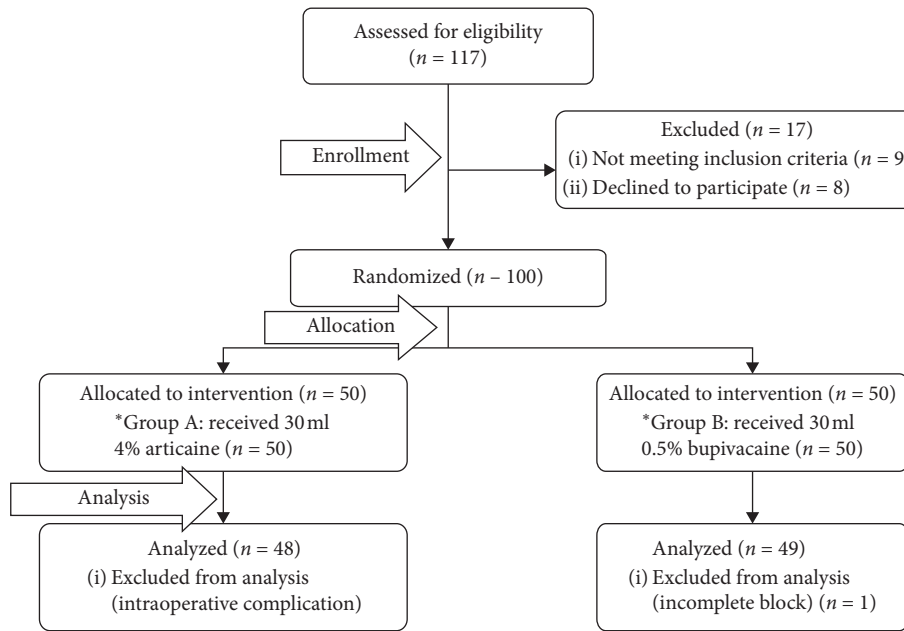 Assessed for eligibility
(n = 117)
Enrollment
Excluded (n = 17)
(i) Not meeting inclusion criteria (n = 9
(ii) Declined to participate (n = 8)
Randomized (n – 100)
Allocation
Allocated to intervention (n = 50)
*Group A: received 30 ml
4% articaine (n = 50)
Allocated to intervention (n = 50)
*Group B: received 30 ml
0.5% bupivacaine (n = 50)
Analysis
Analyzed (n = 48)
(i) Excluded from analysis
(intraoperative complication)
Analyzed (n = 49)
(i) Excluded from analysis
(incomplete block) (n = 1)